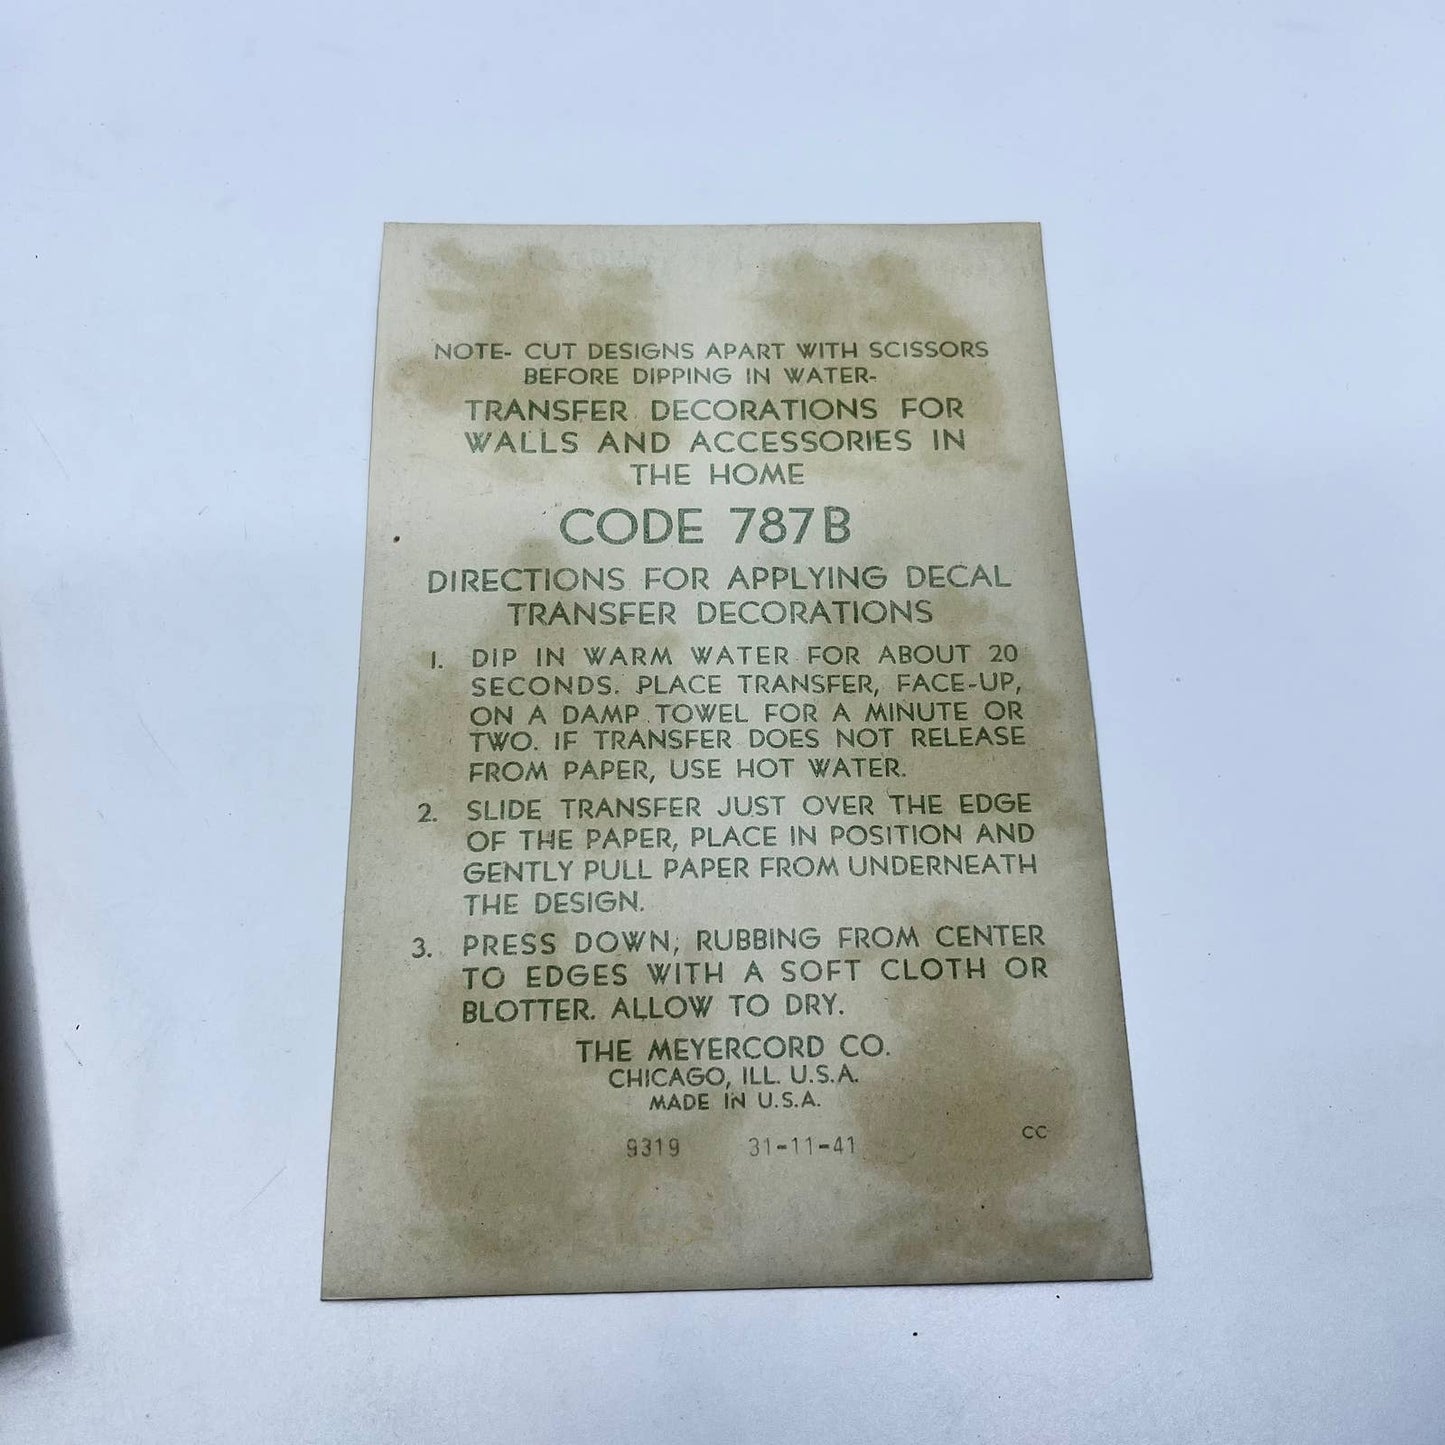 NOTE- CUT DESIGNS APART WITH SCISSORS
BEFORE DIPPING IN WATER-
TRANSFER DECORATIONS FOR
WALLS AND ACCESSORIES IN
THE HOME
CODE 787B
DIRECTIONS FOR APPLYING DECAL
TRANSFER DECORATIONS
1. DIP IN WARM WATER FOR ABOUT 20
SECONDS. PLACE TRANSFER, FACE-UP,
ON A DAMP TOWEL FOR A MINUTE OR
TWO. IF TRANSFER DOES NOT RELEASE
FROM PAPER, USE HOT WATER.
2. SLIDE TRANSFER JUST OVER THE EDGE
OF THE PAPER, PLACE IN POSITION AND
GENTLY PULL PAPER FROM UNDERNEATH
THE DESIGN.
3. PRESS DOWN, RUBBING FROM CENTER
TO EDGES WITH A SOFT CLOTH OR
BLOTTER. ALLOW TO DRY.
THE MEYERCORD CO.
CHICAGO, ILL. U.S.A.
MADE IN U.S.A.
CC
9319 31-11-41